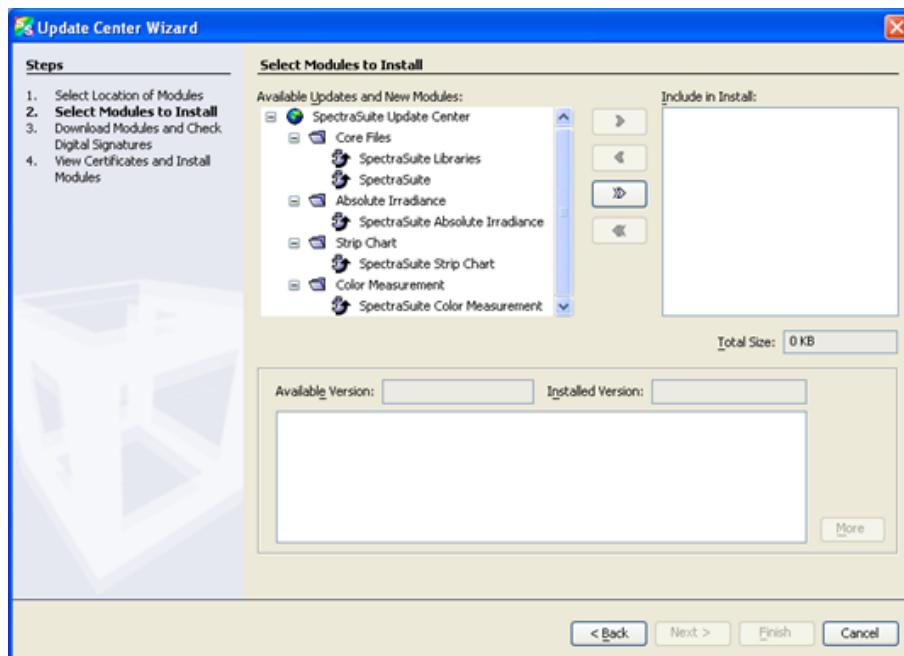 Update Center Wizard
Steps
1. Select Location of Modules
2. Select Modules to Install
3. Download Modules and Check
Digital Signatures
4. View Certificates and Install
Modules
Select Modules to Install
Available Updates and New Modules:
SpectraSuite Update Center
Core Files
SpectraSuite Libraries
SpectraSuite
Absolute Irradiance
SpectraSuite Absolute Irradiance
Strip Chart
SpectraSuite Strip Chart
Color Measurement
SpectraSuite Color Measurement
Include in Install:
Total Size: 0 KB
Available Version:
Installed Version:
More
< Back
Next >
Finish
Cancel